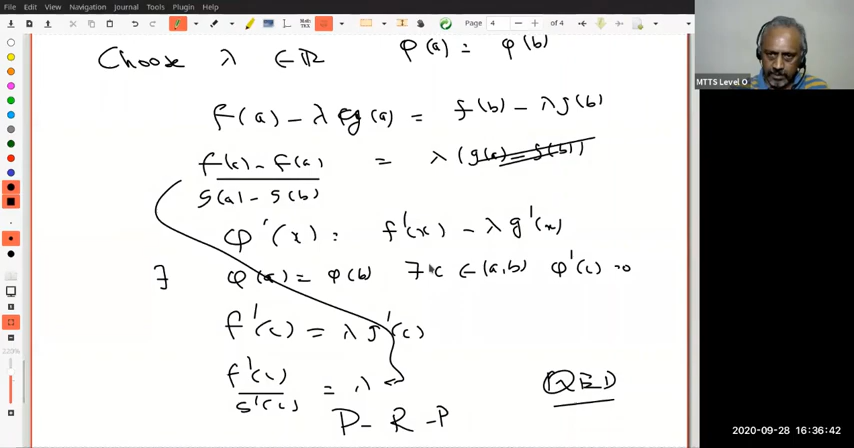 File Edit View Journal Tools Plugin Help
Page 4 of 4
Choose λ ∈ ℝ φ(a) = φ(b)
f(a) - λ g(a) = f(b) - λ g(b)
f(a) - f(a) = λ (g(a) = g(b))
g(a) - g(b)
φ'(x) = f'(x) - λ g'(x)
∃ φ(a) = φ(b) ∃ c ∈ (a,b) φ'(c) = 0
f'(c) = λ g'(c)
f'(c) = λ
g'(c)
QED
P - R - P
220%
MTTS Level O
2020-09-28 16:36:42